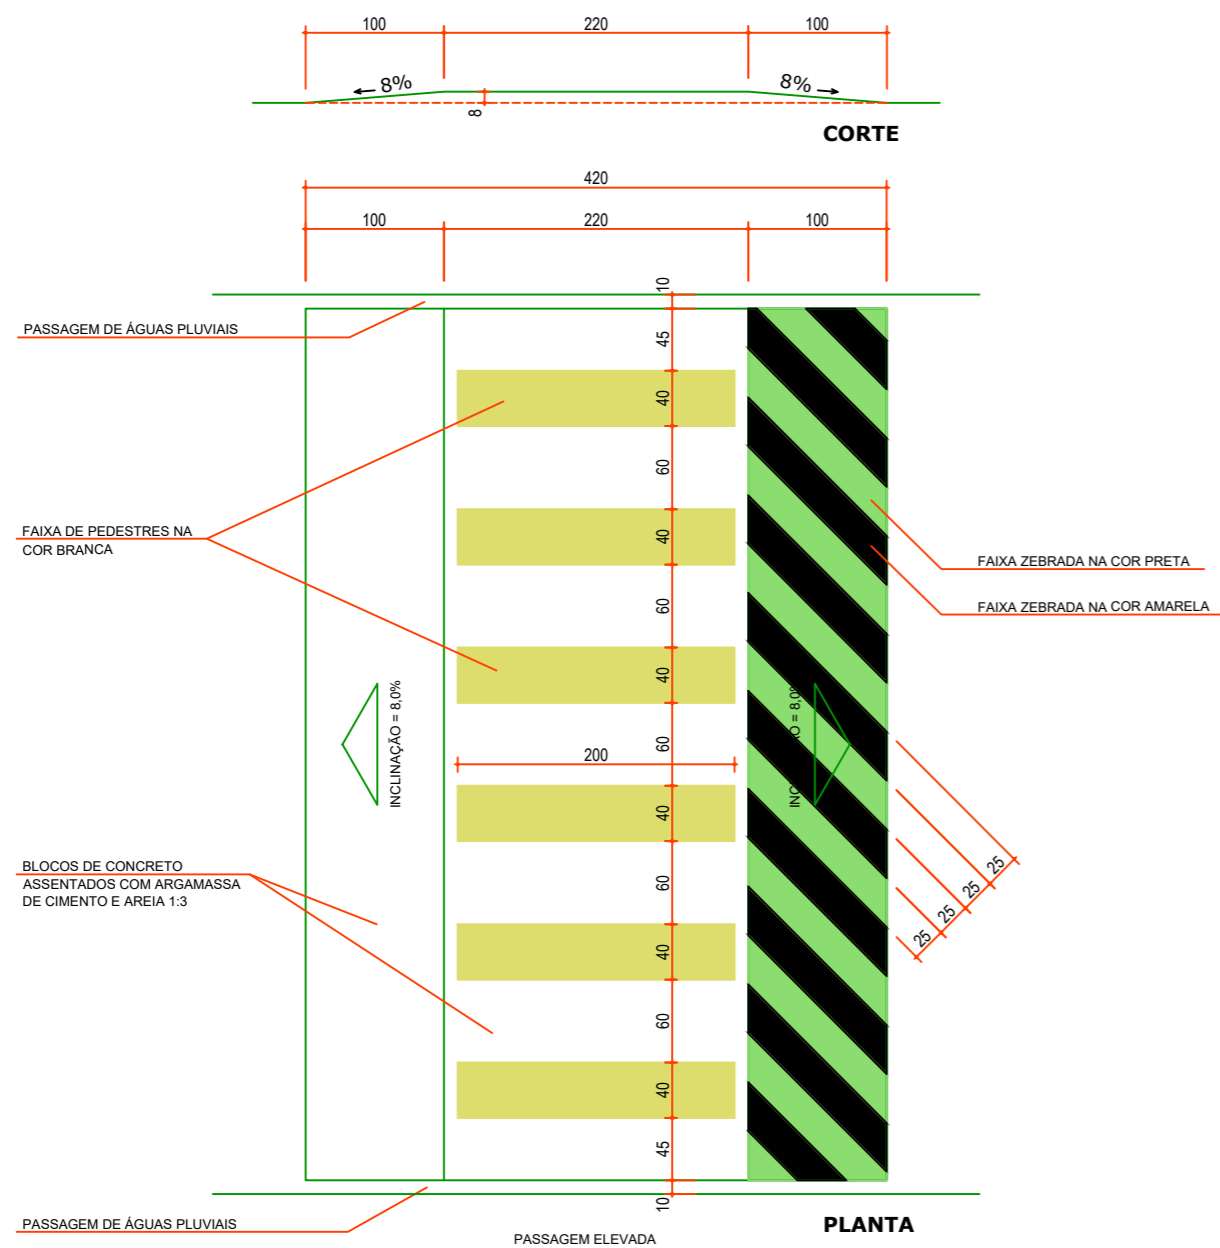 100 220 100
8% 8%
8
CORTE
420
100 220 100
10
PASSAGEM DE ÁGUAS PLUVIAIS
45
40
60
FAIXA DE PEDESTRES NA
COR BRANCA
40
FAIXA ZEBRADA NA COR PRETA
FAIXA ZEBRADA NA COR AMARELA
60
40
INCLINAÇÃO = 8,0%
INCLINAÇÃO = 8,0%
60
200
40
BLOCOS DE CONCRETO
ASSENTADOS COM ARGAMASSA
DE CIMENTO E AREIA 1:3
25
25
25
25
60
40
60
40
45
10
PASSAGEM DE ÁGUAS PLUVIAIS
PLANTA
PASSAGEM ELEVADA